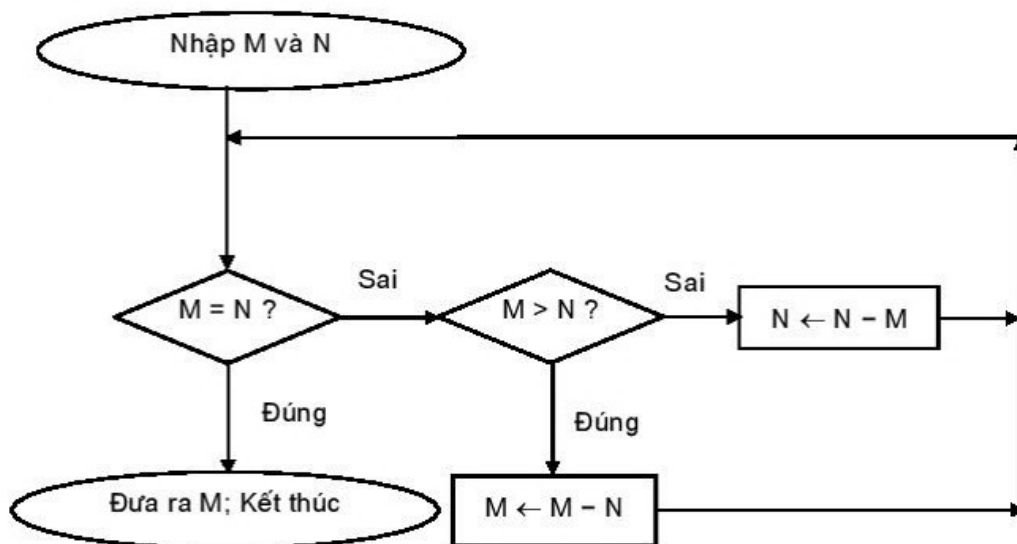 Nhập M và N
M = N ?
Sai
M > N ?
Sai
N ← N − M
Đúng
Đúng
Đưa ra M; Kết thúc
M ← M − N